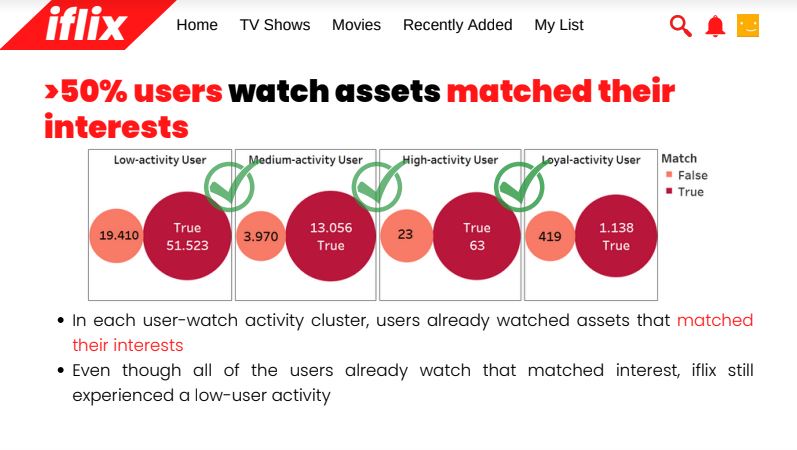 iflix
Home TV Shows Movies Recently Added My List
>50% users watch assets matched their
interests
Low-activity User Medium-activity User High-activity User Loyal-activity User
Match
False
True
19.410
True
51.523
3.970
13.056
True
23
True
63
419
1.138
True
In each user-watch activity cluster, users already watched assets that matched
their interests
Even though all of the users already watch that matched interest, iflix still
experienced a low-user activity